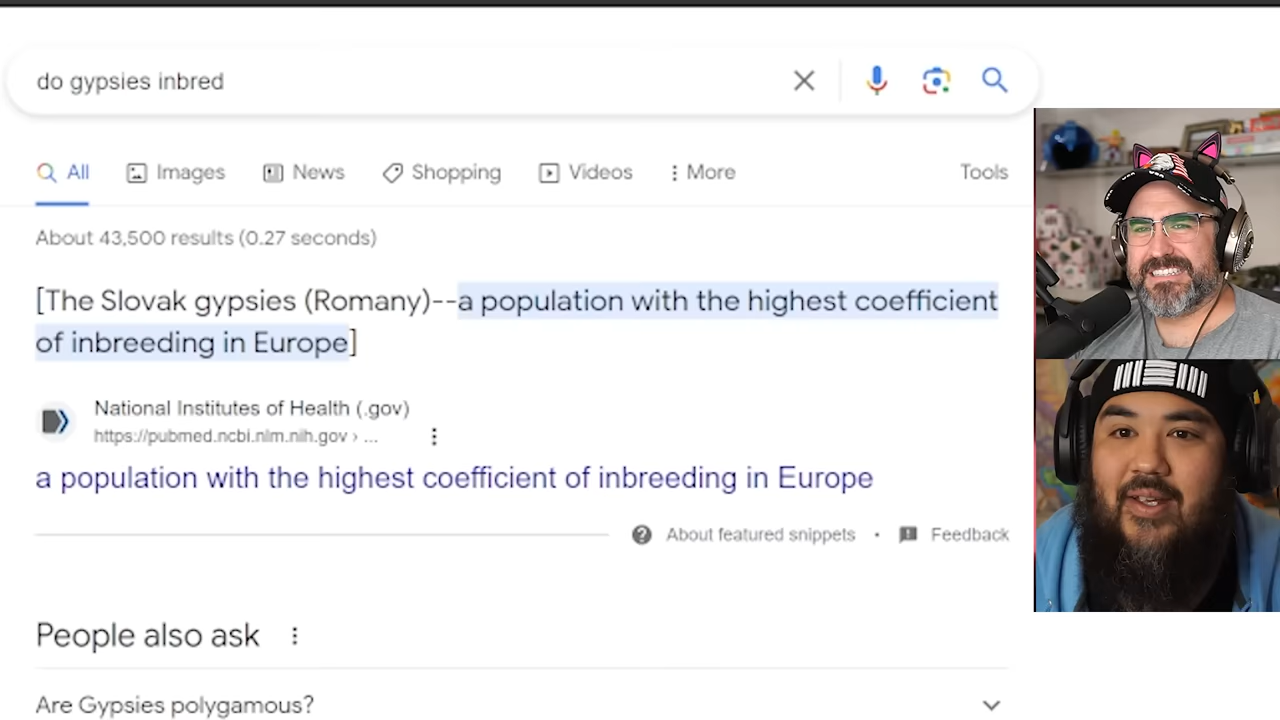 do gypsies inbred
All Images News Shopping Videos More Tools
About 43,500 results (0.27 seconds)
[The Slovak gypsies (Romany)--a population with the highest coefficient
of inbreeding in Europe]
National Institutes of Health (.gov)
https://pubmed.ncbi.nlm.nih.gov › ...
a population with the highest coefficient of inbreeding in Europe
About featured snippets • Feedback
People also ask
Are Gypsies polygamous?